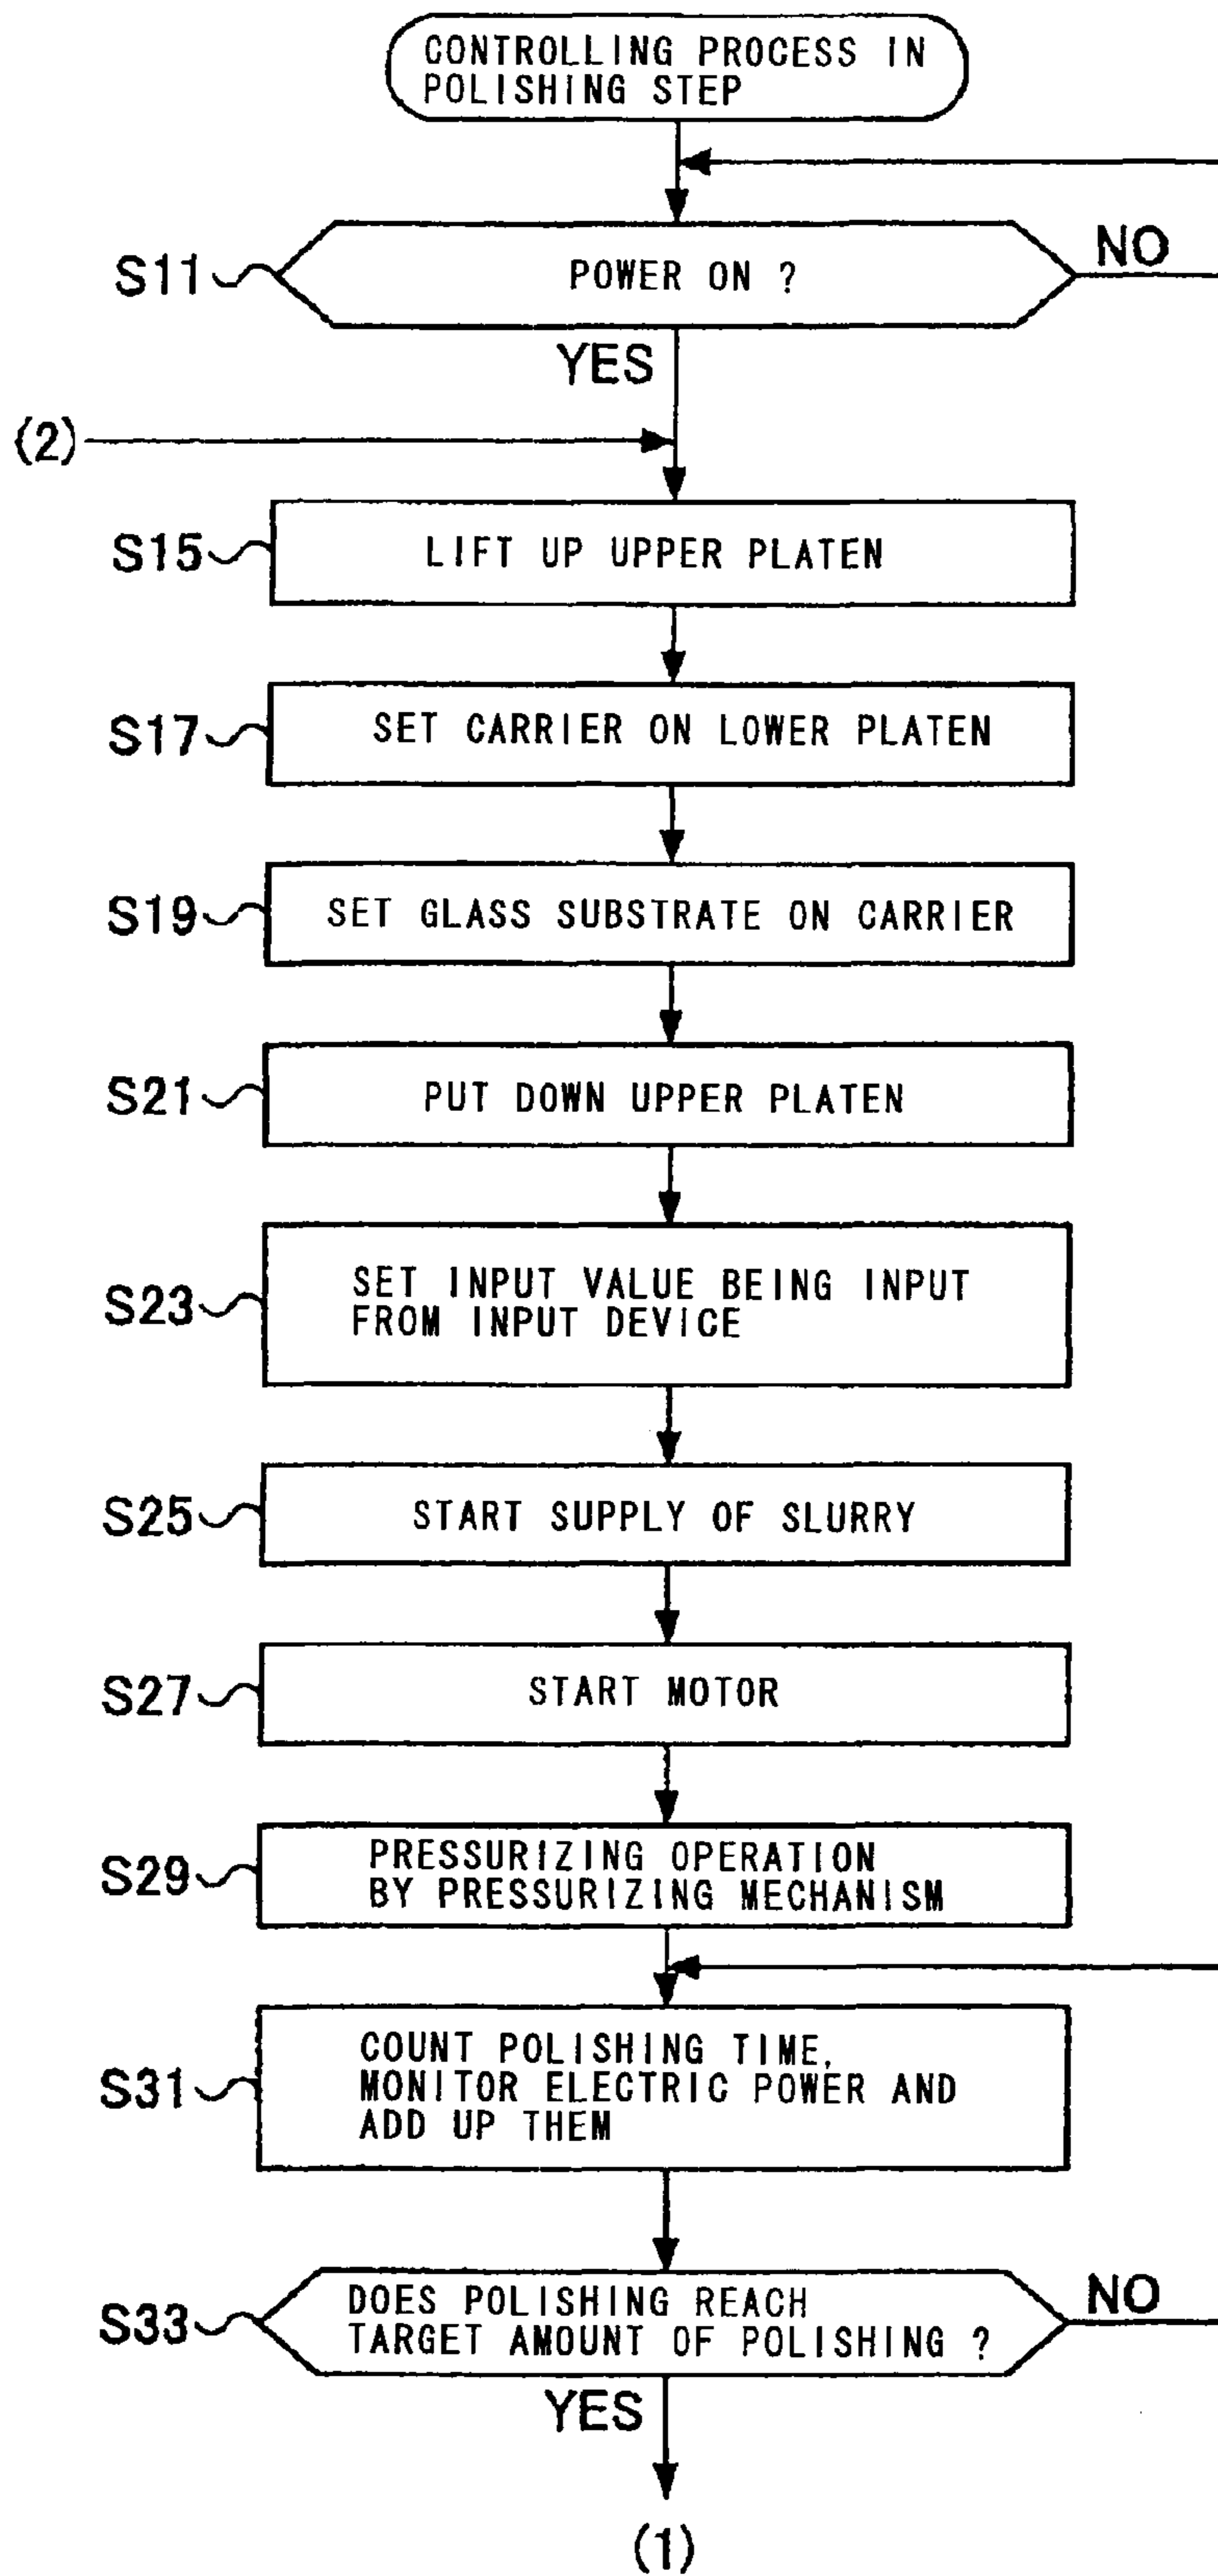 CONTROLLING PROCESS IN
POLISHING STEP
S11
POWER ON ?
NO
YES
(2)
S15
LIFT UP UPPER PLATEN
S17
SET CARRIER ON LOWER PLATEN
S19
SET GLASS SUBSTRATE ON CARRIER
S21
PUT DOWN UPPER PLATEN
S23
SET INPUT VALUE BEING INPUT
FROM INPUT DEVICE
S25
START SUPPLY OF SLURRY
S27
START MOTOR
S29
PRESSURIZING OPERATION
BY PRESSURIZING MECHANISM
S31
COUNT POLISHING TIME,
MONITOR ELECTRIC POWER AND
ADD UP THEM
S33
DOES POLISHING REACH
TARGET AMOUNT OF POLISHING ?
NO
YES
(1)